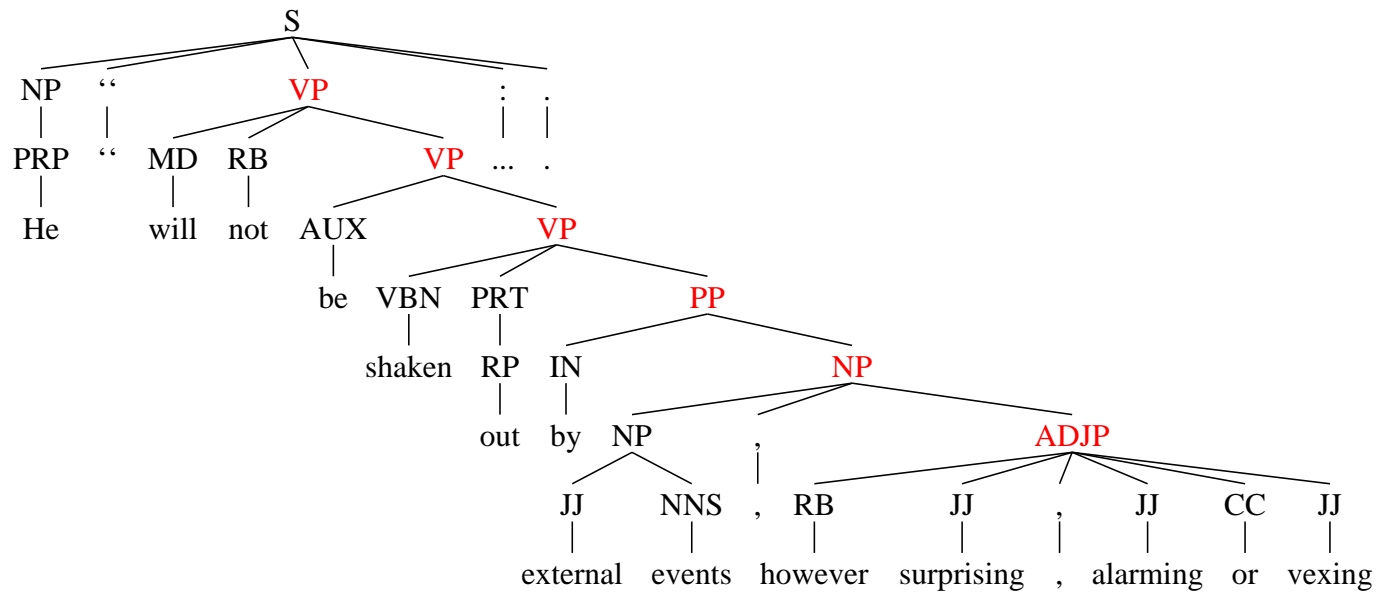 S
NP “ VP : .
PRP “ MD RB VP ... .
He will not AUX VP
be VBN PRT PP
shaken RP IN NP
out by NP , ADJP
JJ NNS , RB JJ , JJ CC JJ
external events however surprising , alarming or vexing